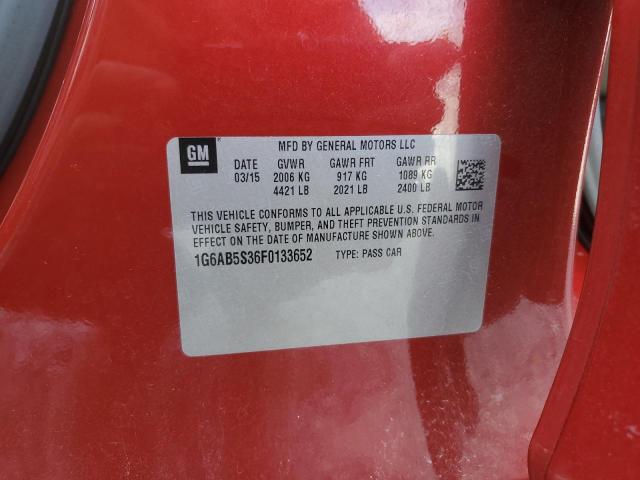 GM
MFD BY GENERAL MOTORS LLC
DATE GVWR GAWR FRT GAWR RR
03/15 2006 KG 917 KG 1089 KG
4421 LB 2021 LB 2400 LB
THIS VEHICLE CONFORMS TO ALL APPLICABLE U.S. FEDERAL MOTOR
VEHICLE SAFETY, BUMPER, AND THEFT PREVENTION STANDARDS IN
EFFECT ON THE DATE OF MANUFACTURE SHOWN ABOVE.
1G6AB5S36F0133652 TYPE: PASS CAR